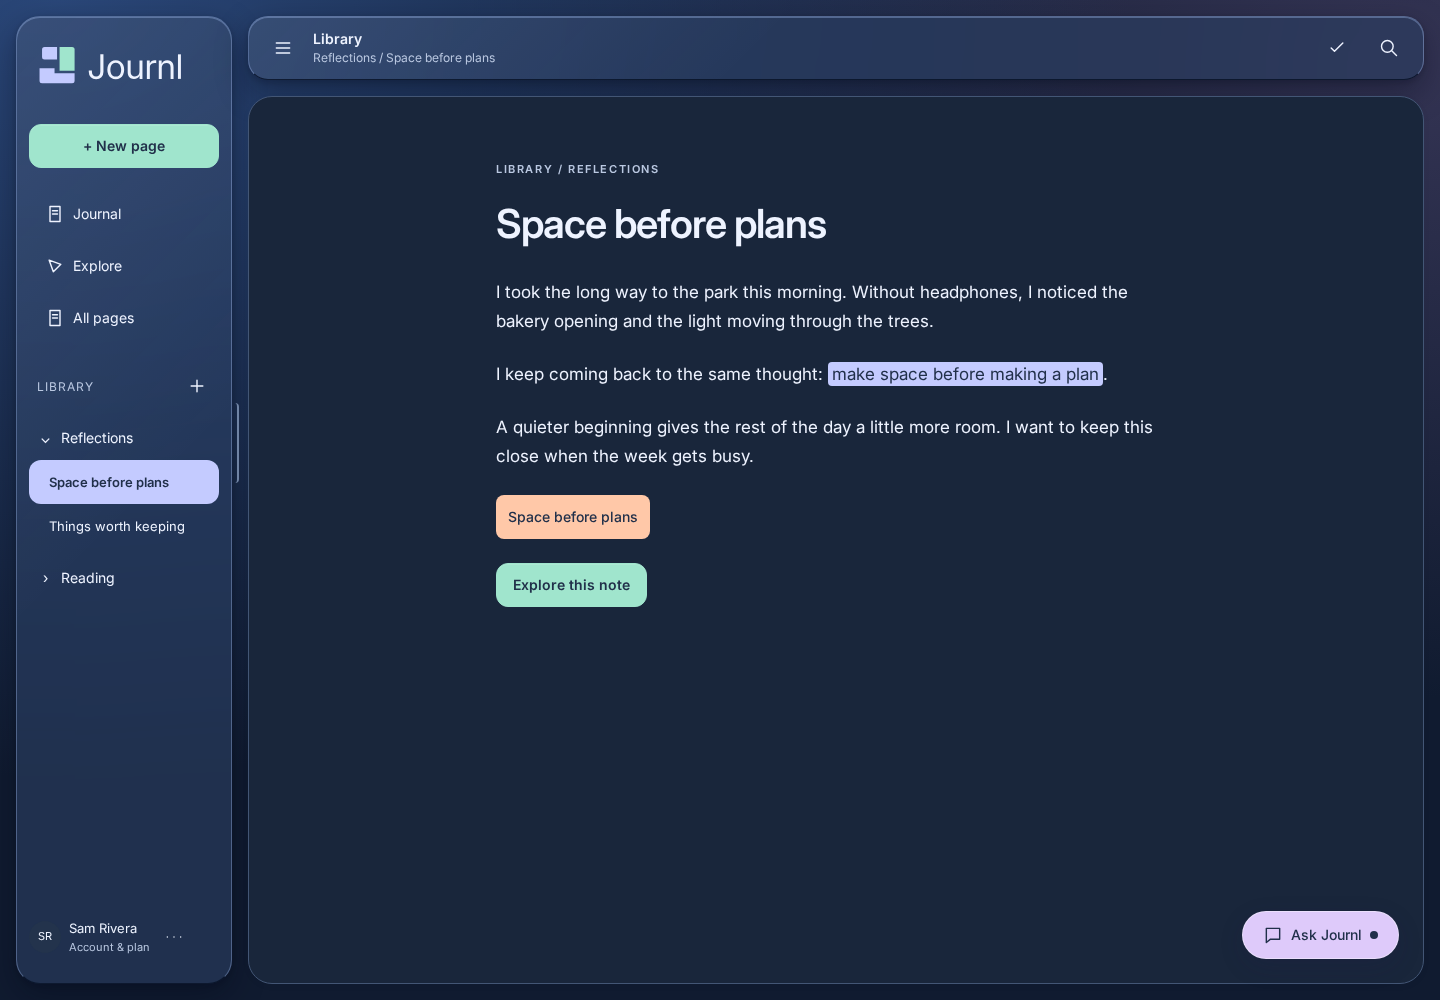 Journl
+ New page
Journal
Explore
All pages
LIBRARY
Reflections
Space before plans
Things worth keeping
Reading
SR
Sam Rivera
Account & plan
...
Library
Reflections / Space before plans
LIBRARY / REFLECTIONS
Space before plans
I took the long way to the park this morning. Without headphones, I noticed the
bakery opening and the light moving through the trees.
I keep coming back to the same thought: make space before making a plan.
A quieter beginning gives the rest of the day a little more room. I want to keep this
close when the week gets busy.
Space before plans
Explore this note
Ask Journl